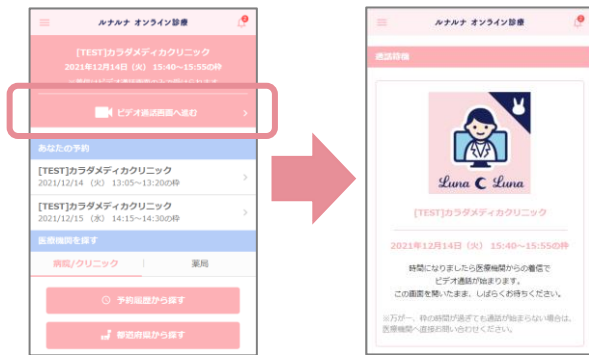 ルナルナ オンライン診療
[TEST]カラダメディカクリニック
2021年12月14日（火） 15:40～15:55の枠
ビデオ通話画面へ進む
あなたの予約
[TEST]カラダメディカクリニック
2021/12/14 （火） 13:05～13:20の枠
[TEST]カラダメディカクリニック
2021/12/15 （水） 14:15～14:30の枠
医療機関を探す
病院/クリニック
薬局
予約履歴から探す
都道府県から探す
ルナルナ オンライン診療
通話待機
Luna Luna
[TEST]カラダメディカクリニック
2021年12月14日（火） 15:40～15:55の枠
時間になりましたら医療機関からの着信で
ビデオ通話が始まります。
この画面を開いたまま、しばらくお待ちください。
※万が一、枠の時間が過ぎても通話が始まらない場合は、
医療機関へ直接お問い合わせください。